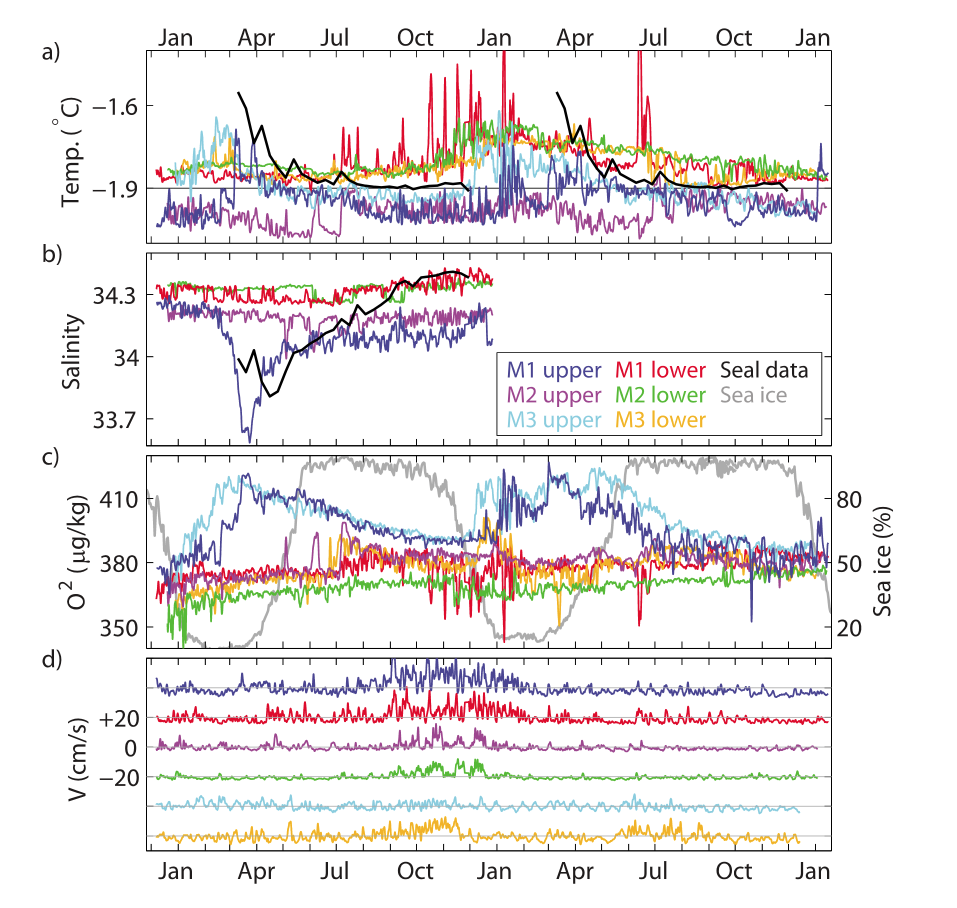 Jan Apr Jul Oct Jan Apr Jul Oct Jan
a)
Temp. (°C)
−1.6
−1.9
b)
Salinity
34.3
34
33.7
M1 upper M1 lower Seal data
M2 upper M2 lower Sea ice
M3 upper M3 lower
c)
O² (µg/kg)
410
380
350
80
50
20
Sea ice (%)
d)
V (cm/s)
+20
0
−20
Jan Apr Jul Oct Jan Apr Jul Oct Jan